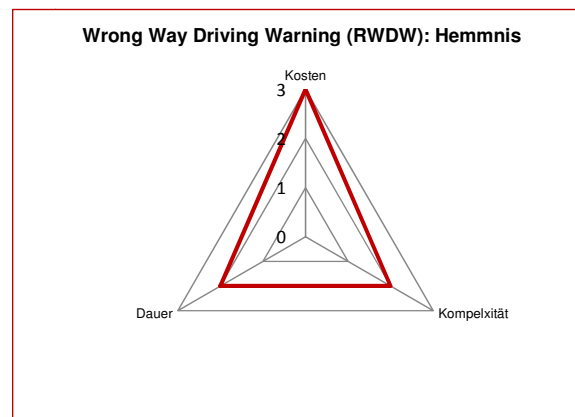 Wrong Way Driving Warning (RWDW): Hemmnis
Kosten
3
2
1
0
Dauer
Kompelxität